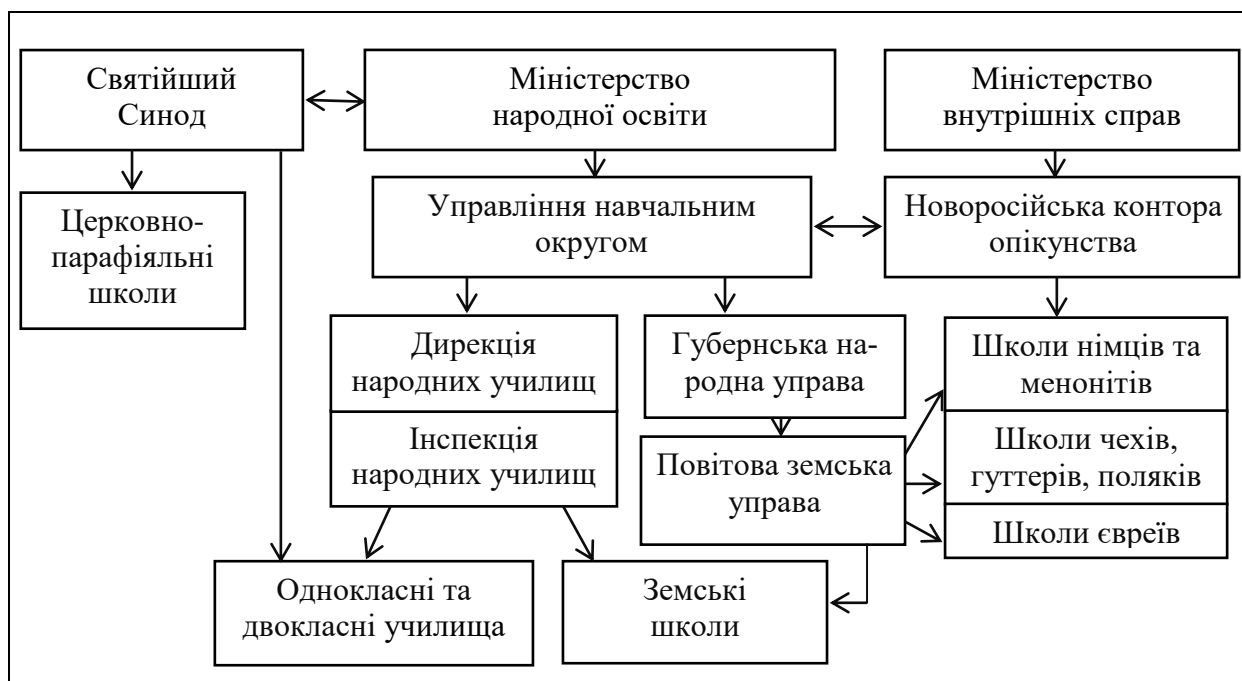 Святійший
Синод
Міністерство
народної освіти
Міністерство
внутрішніх справ
Церковно-
парафіяльні
школи
Управління навчальним
округом
Новоросійська контора
опікунства
Дирекція
народних училищ
Губернська на-
родна управа
Школи німців та
менонітів
Інспекція
народних училищ
Повітова земська
управа
Школи чехів,
гуттерів, поляків
Школи євреїв
Однокласні та
двокласні училища
Земські
школи